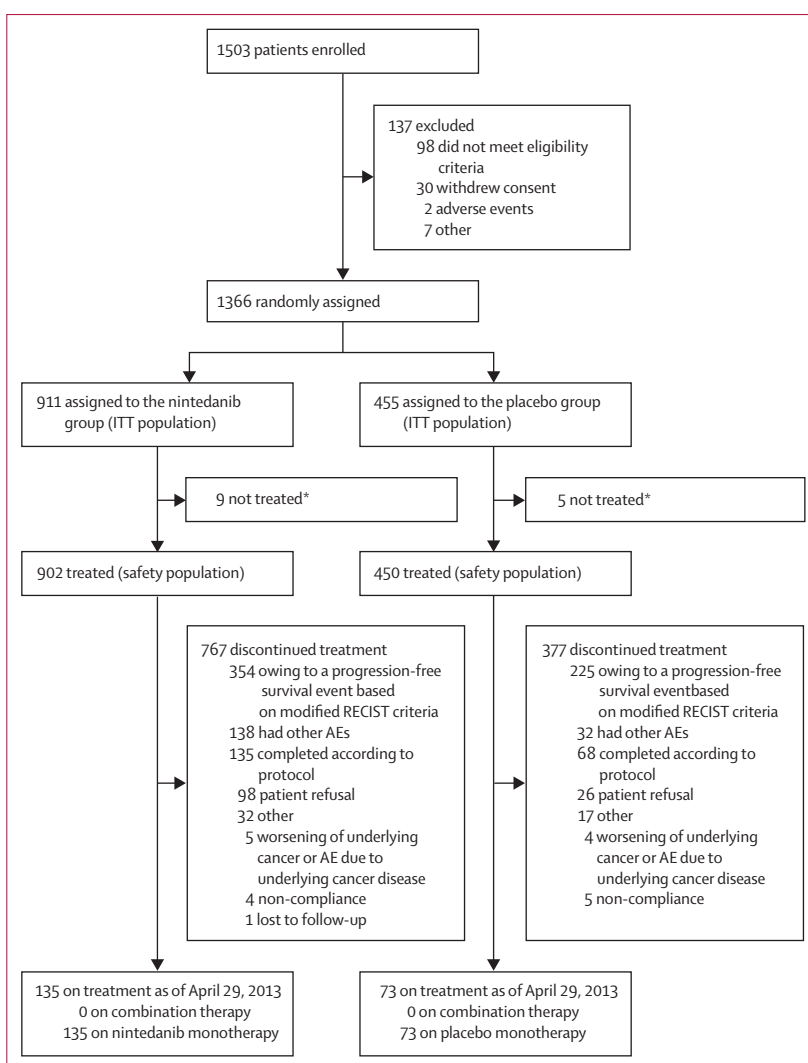 1503 patients enrolled
137 excluded
98 did not meet eligibility
criteria
30 withdrew consent
2 adverse events
7 other
1366 randomly assigned
911 assigned to the nintedanib
group (ITT population)
455 assigned to the placebo group
(ITT population)
9 not treated*
5 not treated*
902 treated (safety population)
450 treated (safety population)
767 discontinued treatment
354 owing to a progression-free
survival event based
on modified RECIST criteria
138 had other AEs
135 completed according to
protocol
98 patient refusal
32 other
5 worsening of underlying
cancer or AE due to
underlying cancer disease
4 non-compliance
1 lost to follow-up
377 discontinued treatment
225 owing to a progression-free
survival eventbased
on modified RECIST criteria
32 had other AEs
68 completed according to
protocol
26 patient refusal
17 other
4 worsening of underlying
cancer or AE due to
underlying cancer disease
5 non-compliance
135 on treatment as of April 29, 2013
0 on combination therapy
135 on nintedanib monotherapy
73 on treatment as of April 29, 2013
0 on combination therapy
73 on placebo monotherapy